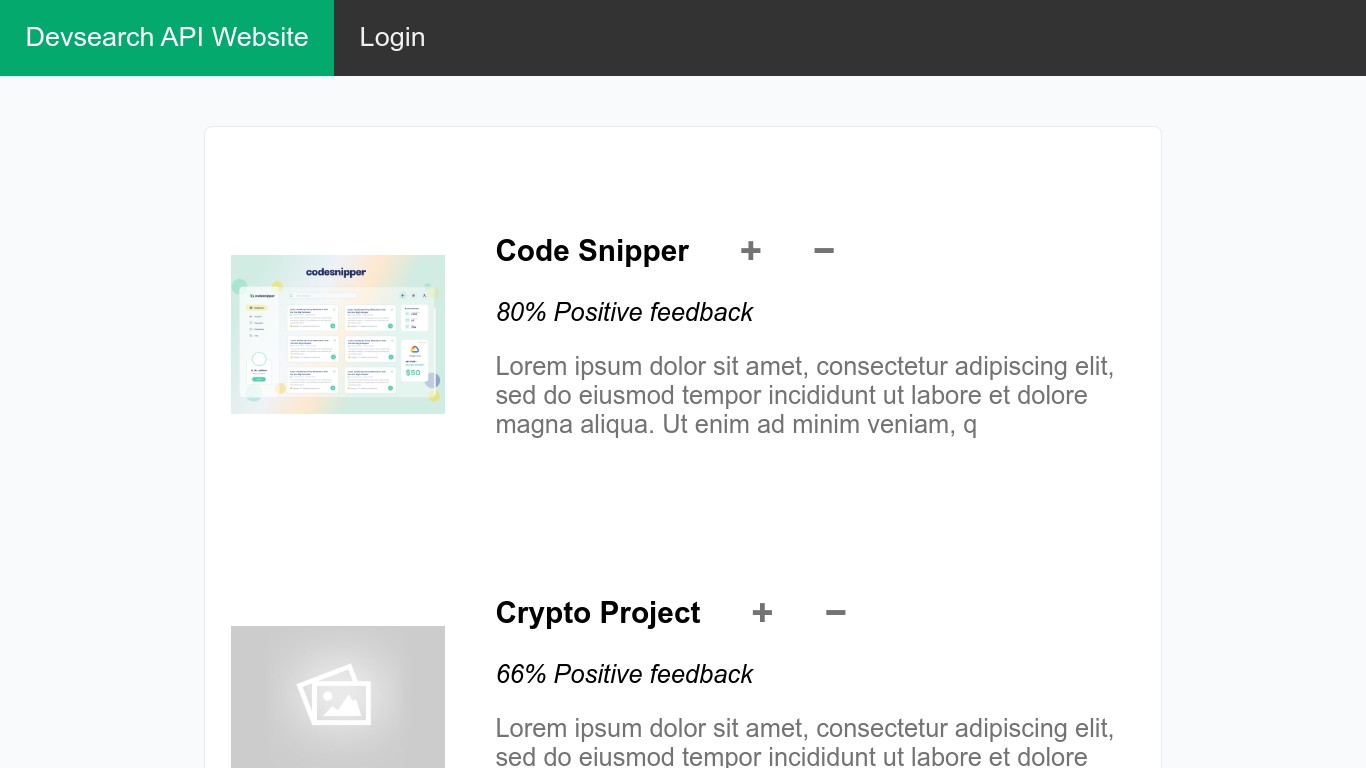 Devsearch API Website Login
Code Snipper + −
codesnipper
80% Positive feedback
Lorem ipsum dolor sit amet, consectetur adipiscing elit,
sed do eiusmod tempor incididunt ut labore et dolore
magna aliqua. Ut enim ad minim veniam, q
codesnipper
$50
Crypto Project + −
66% Positive feedback
Lorem ipsum dolor sit amet, consectetur adipiscing elit,
sed do eiusmod tempor incididunt ut labore et dolore